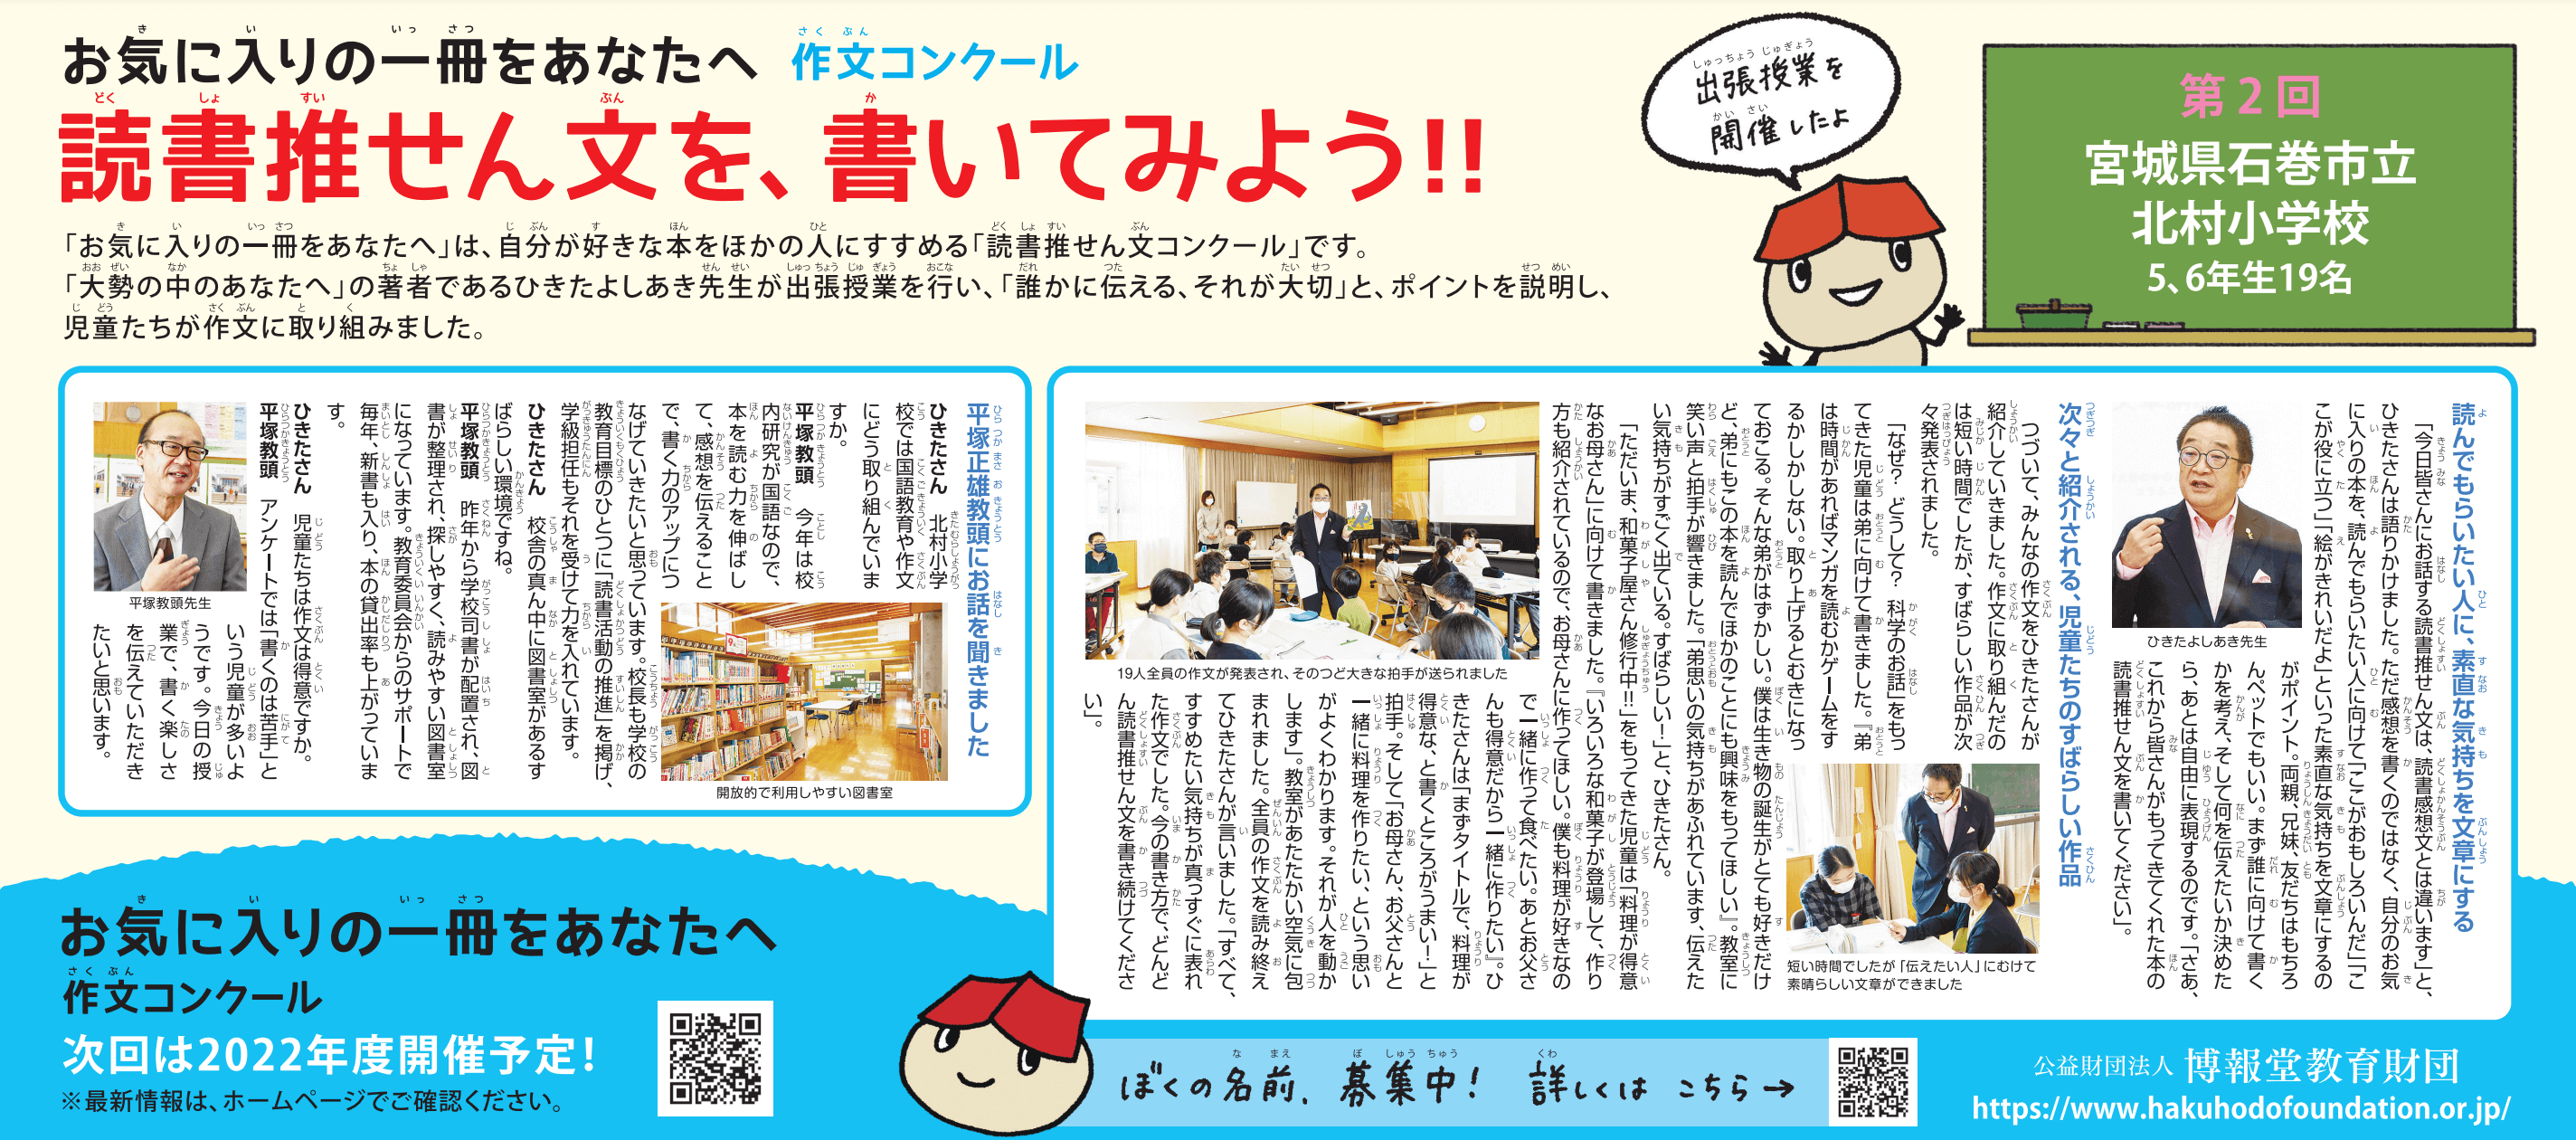 お気に入りの一冊をあなたへ 作文コンクール
読書推せん文を、書いてみよう!!
「お気に入りの一冊をあなたへ」は、自分が好きな本をほかの人にすすめる「読書推せん文コンクール」です。
「大勢の中のあなたへ」の著者であるひきたよしあき先生が出張授業を行い、「誰かに伝える、それが大切」と、ポイントを説明し、
児童たちが作文に取り組みました。
出張授業を
開催したよ
第2回
宮城県石巻市立
北村小学校
5、6年生19名
読んでもらいたい人に、素直な気持ちを文章にする
「今日皆さんにお話する読書推せん文は、読書感想文とは違います」と、
ひきたさんは語りかけました。ただ感想を書くのではなく、自分のお気
に入りの本を、読んでもらいたい人に向けて「ここがおもしろいんだ」「こ
こが役に立つ」「絵がきれいだよ」といった素直な気持ちを文章にするの
がポイント。両親、兄妹、友だちはもちろ
んペットでもいい。まず誰に向けて書く
かを考え、そして何を伝えたいか決めた
ら、あとは自由に表現するのです。「さあ、
これから皆さんがもってきてくれた本の
読書推せん文を書いてください」。
ひきたよしあき先生
次々と紹介される、児童たちのすばらしい作品
つづいて、みんなの作文をひきたさんが
紹介していきました。作文に取り組んだの
は短い時間でしたが、すばらしい作品が次
々発表されました。
「なぜ? どうして? 科学のお話」をもっ
てきた児童は弟に向けて書きました。『弟
は時間があればマンガを読むかゲームをす
るかしかしない。取り上げるとむきになっ
ておこる。そんな弟がはずかしい。僕は生き物の誕生がとても好きだけ
ど、弟にもこの本を読んでほかのことにも興味をもってほしい』。教室に
笑い声と拍手が響きました。「弟思いの気持ちがあふれています、伝えた
い気持ちがすごく出ている。すばらしい!」と、ひきたさん。
「ただいま、和菓子屋さん修行中!!」をもってきた児童は「料理が得意
なお母さん」に向けて書きました。『いろいろな和菓子が登場して、作り
方も紹介されているので、お母さんに作ってほしい。僕も料理が好きなの
で一緒に作って食べたい。あとお父さ
んも得意だから一緒に作りたい』。ひ
きたさんは「まずタイトルで、料理が
得意な、と書くところがうまい!」と
拍手。そして「お母さん、お父さんと
一緒に料理を作りたい、という思い
がよくわかります。それが人を動か
します」。教室があたたかい空気に包
まれました。全員の作文を読み終え
てひきたさんが言いました。「すべて、
すすめたい気持ちが真っすぐに表れ
た作文でした。今の書き方で、どんど
ん読書推せん文を書き続けてくださ
い」。
19人全員の作文が発表され、そのつど大きな拍手が送られました
短い時間でしたが「伝えたい人」にむけて
素晴らしい文章ができました
平塚正雄教頭にお話を聞きました
ひきたさん 北村小学
校では国語教育や作文
にどう取り組んでいま
すか。
平塚教頭 今年は校
内研究が国語なので、
本を読む力を伸ばし
て、感想を伝えること
で、書く力のアップにつ
なげていきたいと思っています。校長も学校の
教育目標のひとつに「読書活動の推進」を掲げ、
学級担任もそれを受けて力を入れています。
ひきたさん 校舎の真ん中に図書室があるす
ばらしい環境ですね。
平塚教頭 昨年から学校司書が配置され、図
書が整理され、探しやすく、読みやすい図書室
になっています。教育委員会からのサポートで
毎年、新書も入り、本の貸出率も上がっていま
す。
ひきたさん 児童たちは作文は得意ですか。
平塚教頭 アンケートでは「書くのは苦手」と
いう児童が多いよ
うです。今日の授
業で、書く楽しさ
を伝えていただき
たいと思います。
平塚教頭先生
開放的で利用しやすい図書室
お気に入りの一冊をあなたへ
作文コンクール
次回は2022年度開催予定!
※最新情報は、ホームページでご確認ください。
ぼくの名前、募集中! 詳しくは こちら→
公益財団法人 博報堂教育財団
https://www.hakuhodofoundation.or.jp/